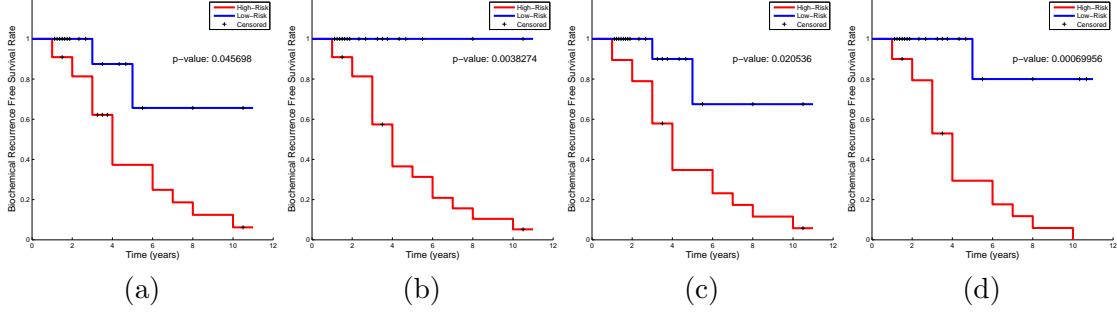 High-Risk
Low-Risk
Censored
p-value: 0.045698
Biochemical Recurrence Free Survival Rate
1
0.8
0.6
0.4
0.2
0
0 2 4 6 8 10 12
Time (years)
(a)
High-Risk
Low-Risk
Censored
p-value: 0.0038274
Biochemical Recurrence Free Survival Rate
1
0.8
0.6
0.4
0.2
0
0 2 4 6 8 10 12
Time (years)
(b)
High-Risk
Low-Risk
Censored
p-value: 0.020536
Biochemical Recurrence Free Survival Rate
1
0.8
0.6
0.4
0.2
0
0 2 4 6 8 10 12
Time (years)
(c)
High-Risk
Low-Risk
Censored
p-value: 0.00069956
Biochemical Recurrence Free Survival Rate
1
0.8
0.6
0.4
0.2
0
0 2 4 6 8 10 12
Time (years)
(d)